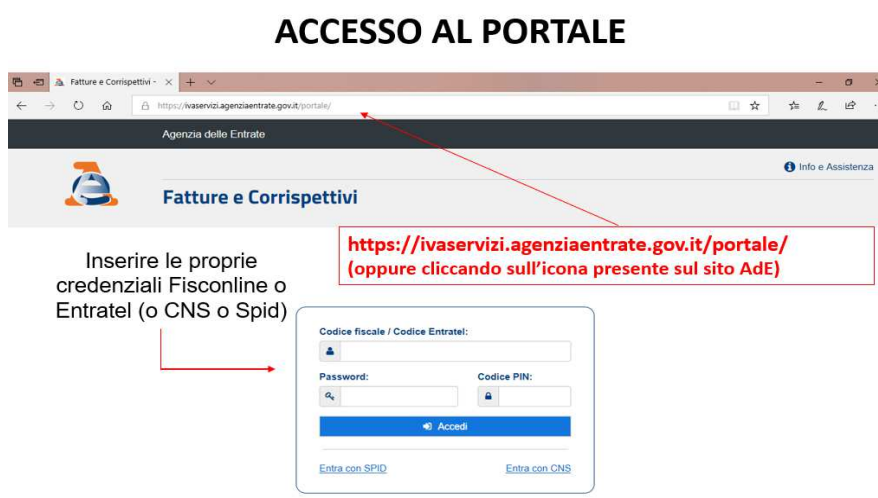 ACCESSO AL PORTALE
Fatture e Corrispettivi -
https://ivaservizi.agenziaentrate.gov.it/portale/
Agenzia delle Entrate
Info e Assistenza
Fatture e Corrispettivi
https://ivaservizi.agenziaentrate.gov.it/portale/
(oppure cliccando sull'icona presente sul sito AdE)
Inserire le proprie
credenziali Fisconline o
Entratel (o CNS o Spid)
Codice fiscale / Codice Entratel:
Password:
Codice PIN:
Accedi
Entra con SPID
Entra con CNS